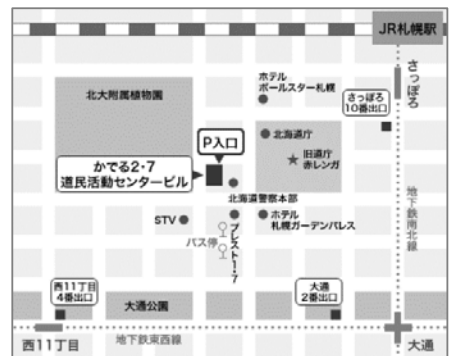 JR札幌駅
さっぽろ
ホテル
ポールスター札幌
北大附属植物園
さっぽろ
10番出口
P入口
北海道庁
旧道庁
赤レンガ
かでる2・7
道民活動センタービル
北海道警察本部
地下鉄南北線
STV
ホテル
札幌ガーデンパレス
バス停
プレスト1・7
西11丁目
4番出口
大通公園
大通
2番出口
地下鉄東西線
西11丁目
大通